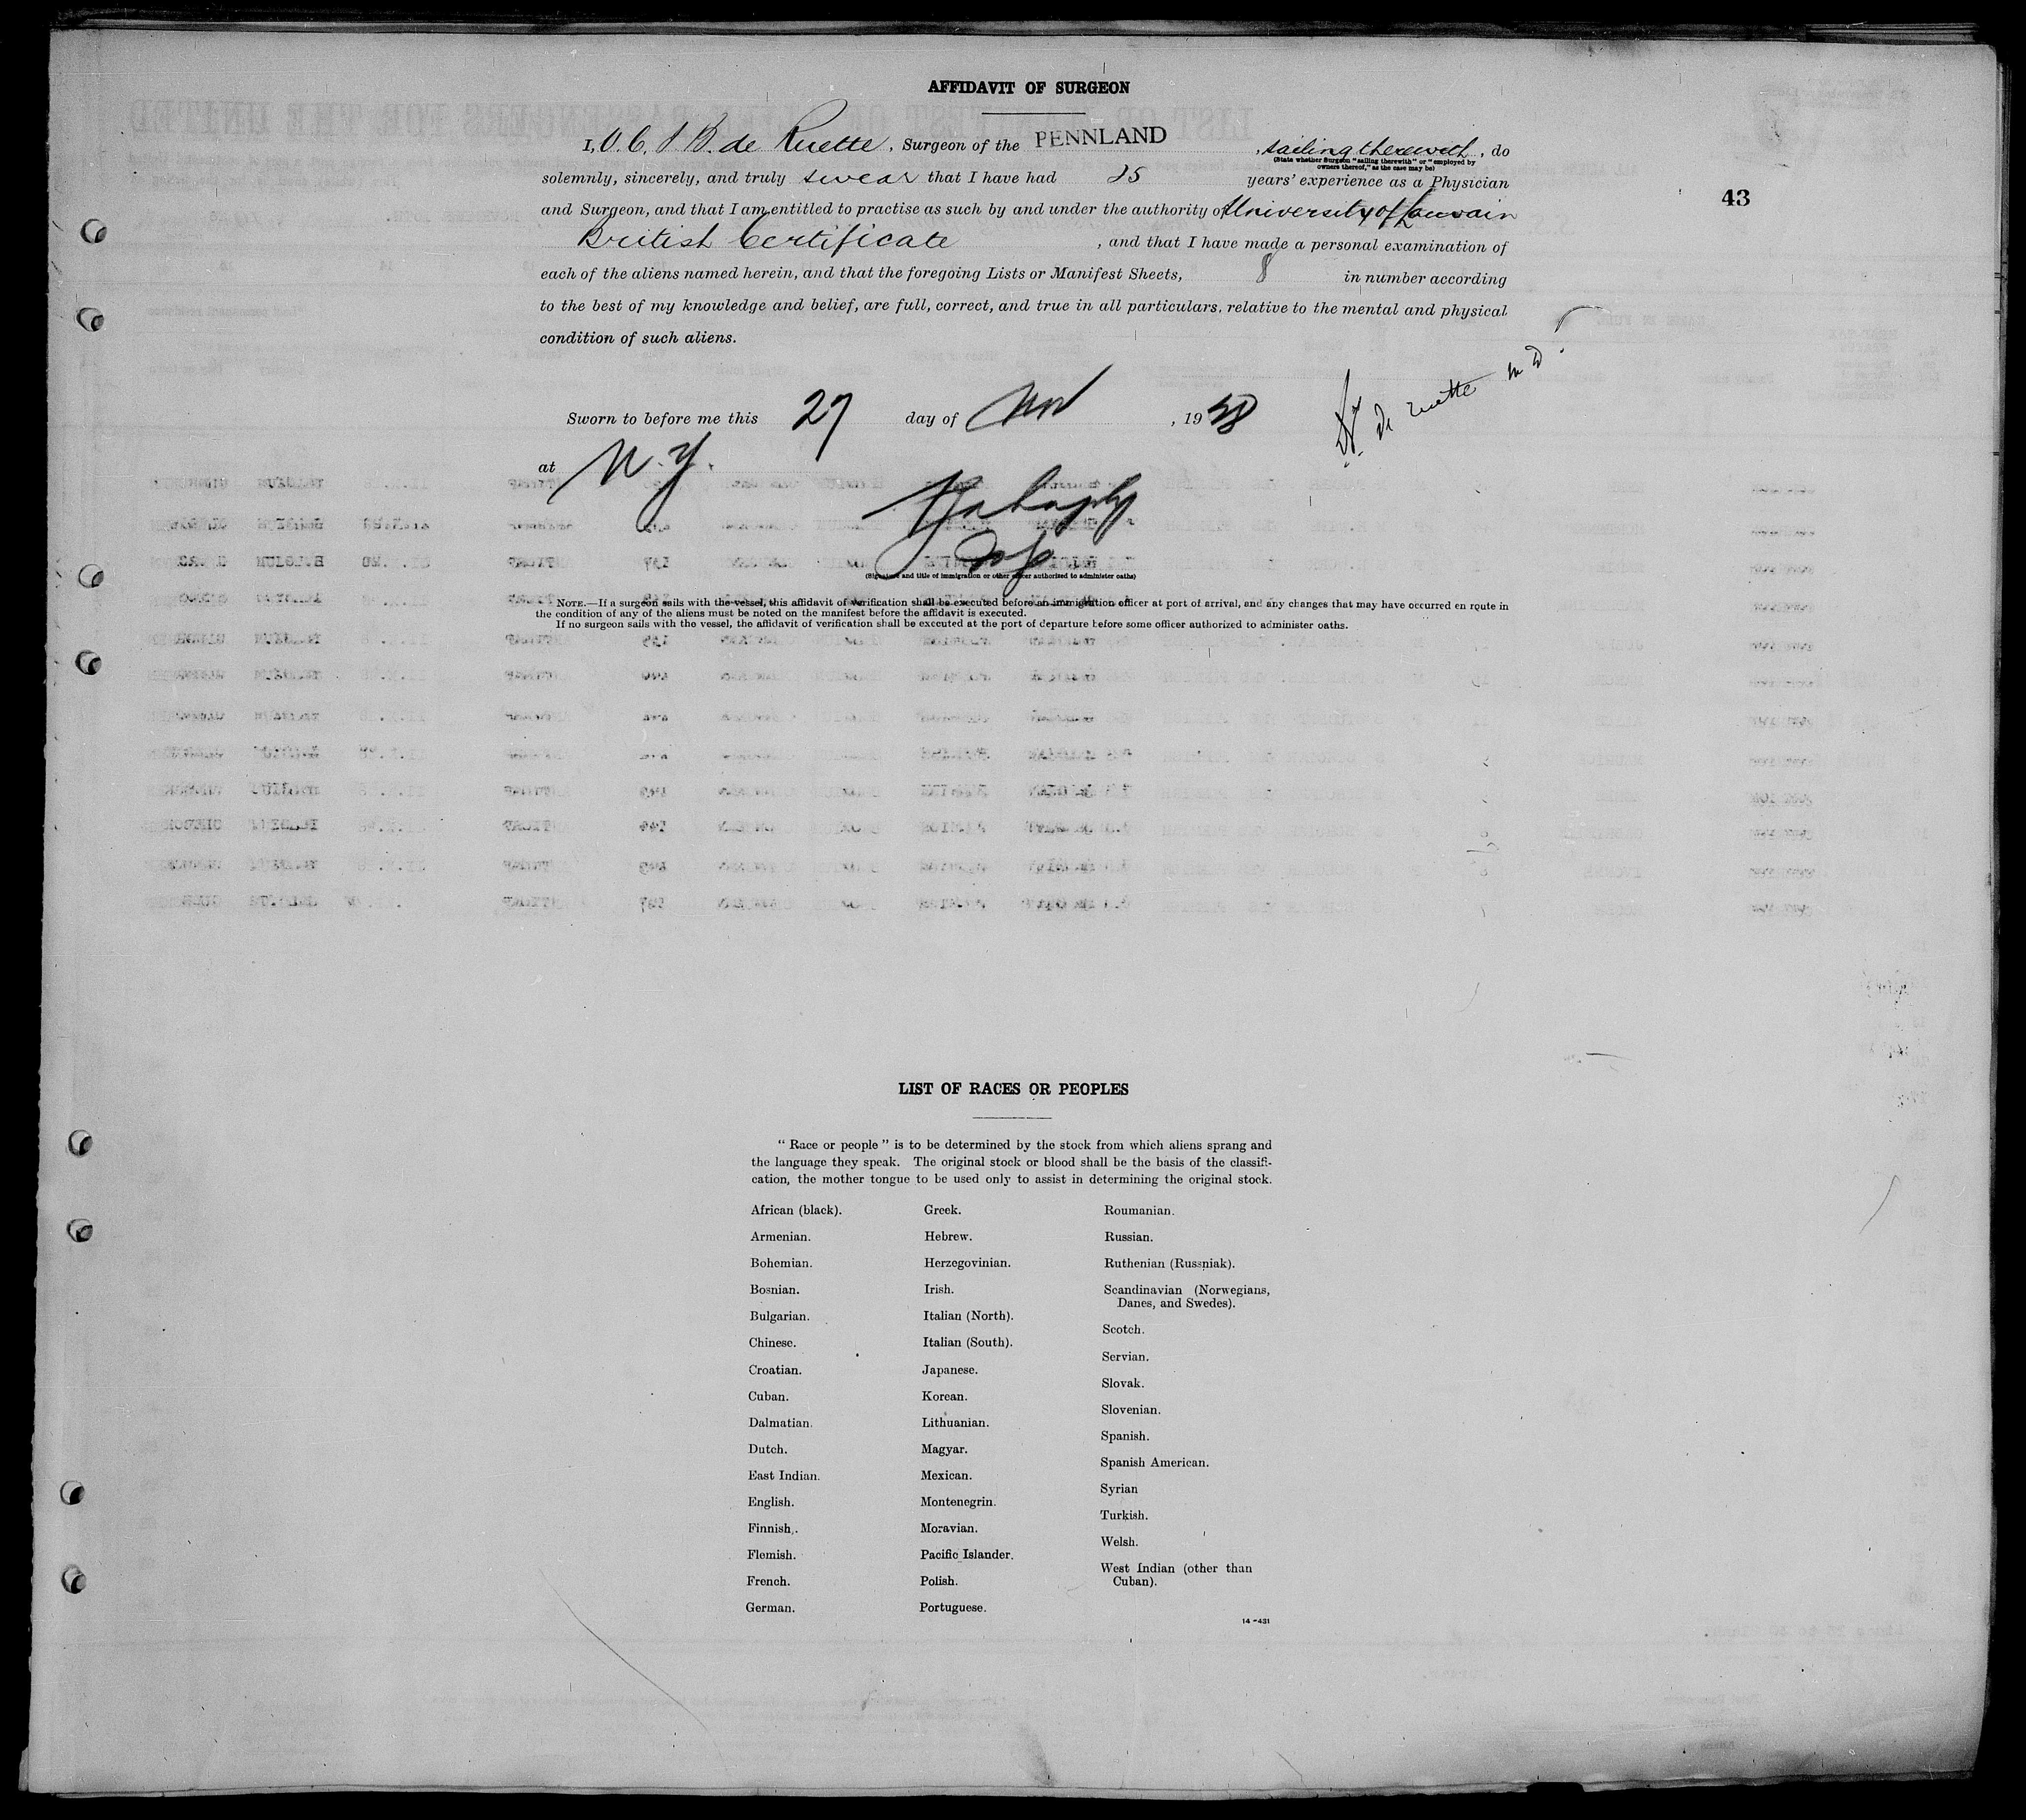 AFFIDAVIT OF SURGEON
I, O. C. J. B. de Ruette, Surgeon of the PENNLAND, sailing therewith, do
(State whether Surgeon "sailing therewith" or "employed by
owners thereof," as the case may be)
solemnly, sincerely, and truly swear that I have had 25 years' experience as a Physician
43
and Surgeon, and that I am entitled to practise as such by and under the authority of University of Louvain
British Certificate, and that I have made a personal examination of
each of the aliens named herein, and that the foregoing Lists or Manifest Sheets, 8 in number according
to the best of my knowledge and belief, are full, correct, and true in all particulars, relative to the mental and physical
condition of such aliens.
Dr de Ruette M D.
Sworn to before me this 27 day of Nov, 19
at N.Y.
(Signature and title of immigration or other officer authorized to administer oaths)
NOTE.—If a surgeon sails with the vessel, this affidavit of verification shall be executed before an immigration officer at port of arrival, and any changes that may have occurred en route in
the condition of any of the aliens must be noted on the manifest before the affidavit is executed.
If no surgeon sails with the vessel, the affidavit of verification shall be executed at the port of departure before some officer authorized to administer oaths.
LIST OF RACES OR PEOPLES
"Race or people" is to be determined by the stock from which aliens sprang and
the language they speak. The original stock or blood shall be the basis of the classifi-
cation, the mother tongue to be used only to assist in determining the original stock.
African (black).
Armenian.
Bohemian.
Bosnian.
Bulgarian.
Chinese.
Croatian.
Cuban.
Dalmatian.
Dutch.
East Indian.
English.
Finnish.
Flemish.
French.
German.
Greek.
Hebrew.
Herzegovinian.
Irish.
Italian (North).
Italian (South).
Japanese.
Korean.
Lithuanian.
Magyar.
Mexican.
Montenegrin.
Moravian.
Pacific Islander.
Polish.
Portuguese.
Roumanian.
Russian.
Ruthenian (Russniak).
Scandinavian (Norwegians,
Danes, and Swedes).
Scotch.
Servian.
Slovak.
Slovenian.
Spanish.
Spanish American.
Syrian
Turkish.
Welsh.
West Indian (other than
Cuban).
14-431